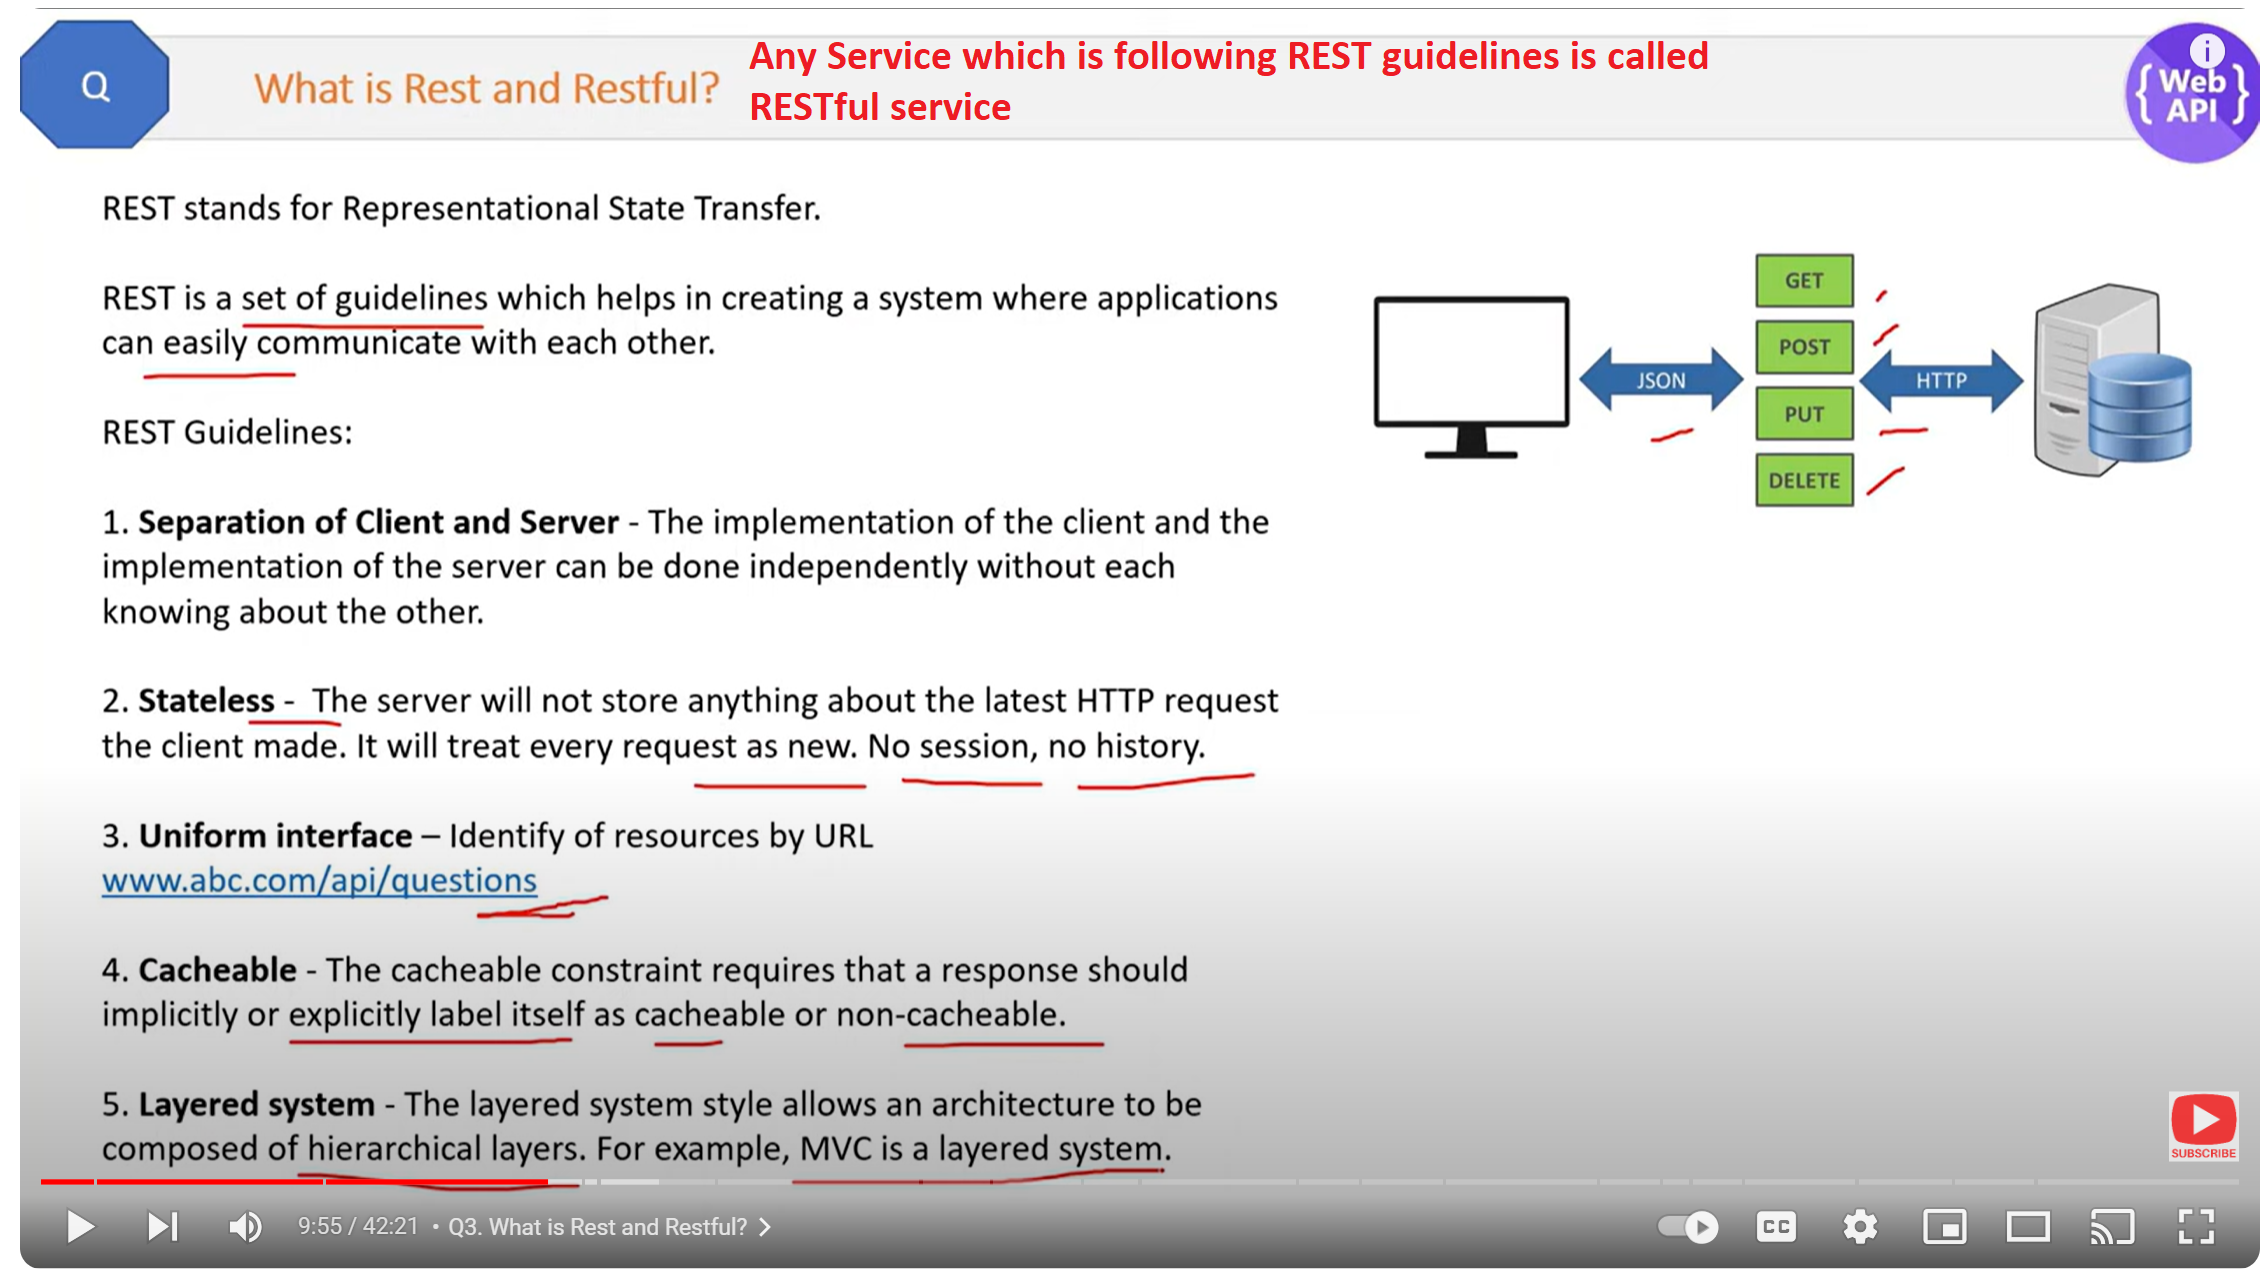 Q
What is Rest and Restful?
Any Service which is following REST guidelines is called
RESTful service
i
{ Web }
API
REST stands for Representational State Transfer.
REST is a set of guidelines which helps in creating a system where applications
can easily communicate with each other.
REST Guidelines:
1. Separation of Client and Server - The implementation of the client and the
implementation of the server can be done independently without each
knowing about the other.
2. Stateless -  The server will not store anything about the latest HTTP request
the client made. It will treat every request as new. No session, no history.
3. Uniform interface – Identify of resources by URL
www.abc.com/api/questions
4. Cacheable - The cacheable constraint requires that a response should
implicitly or explicitly label itself as cacheable or non-cacheable.
5. Layered system - The layered system style allows an architecture to be
composed of hierarchical layers. For example, MVC is a layered system.
JSON
GET
POST
PUT
DELETE
HTTP
SUBSCRIBE
9:55 / 42:21 • Q3. What is Rest and Restful?
CC